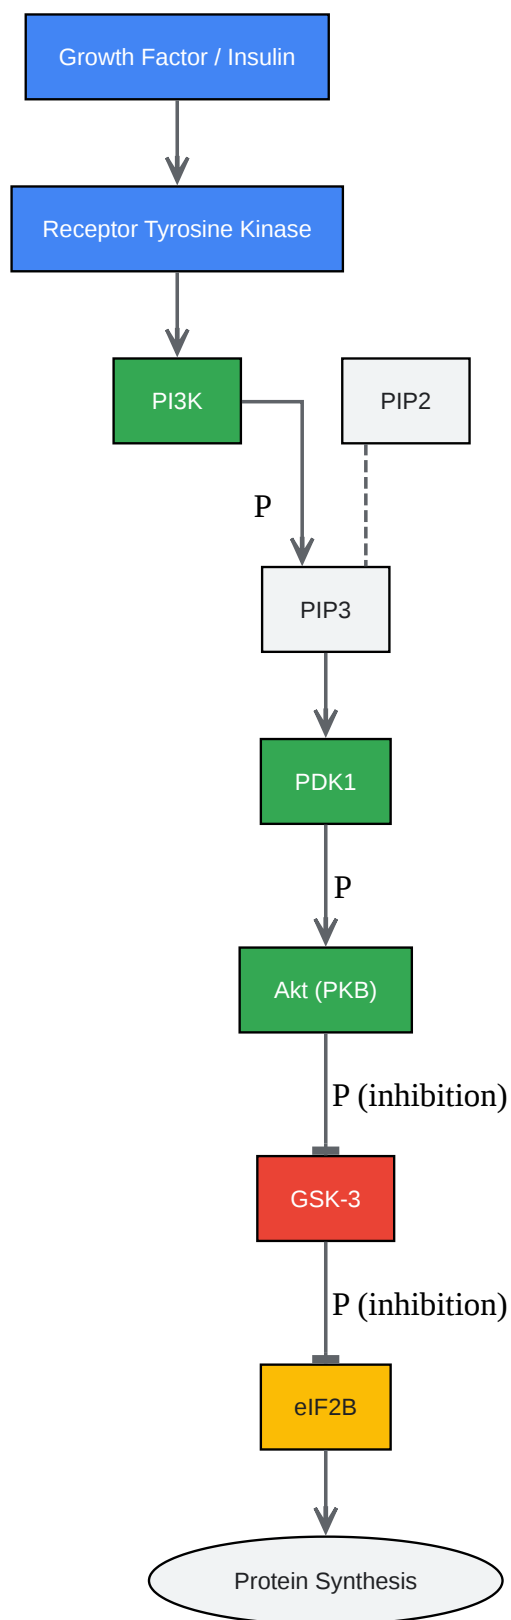 Growth Factor / Insulin
Receptor Tyrosine Kinase
PI3K
PIP2
P
PIP3
PDK1
P
Akt (PKB)
P (inhibition)
GSK-3
P (inhibition)
eIF2B
Protein Synthesis